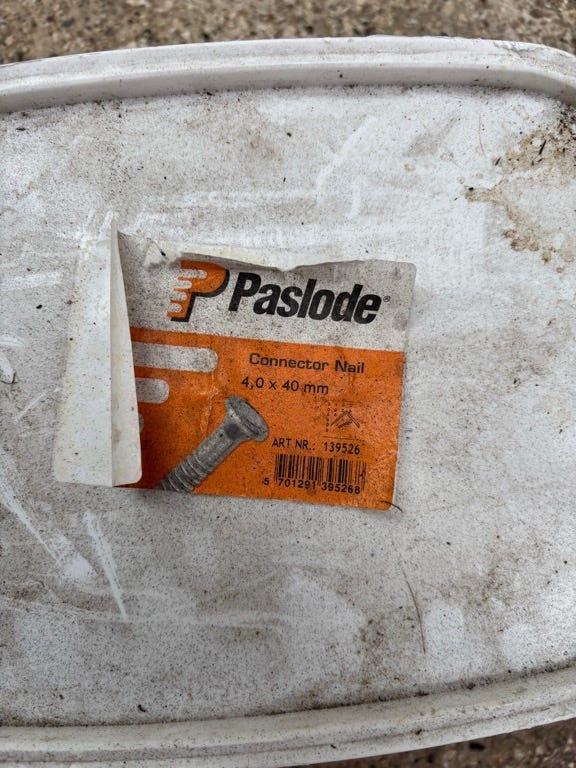 Paslode®
Connector Nail
4,0 x 40 mm
ART NR.: 139526
5 701291 395268